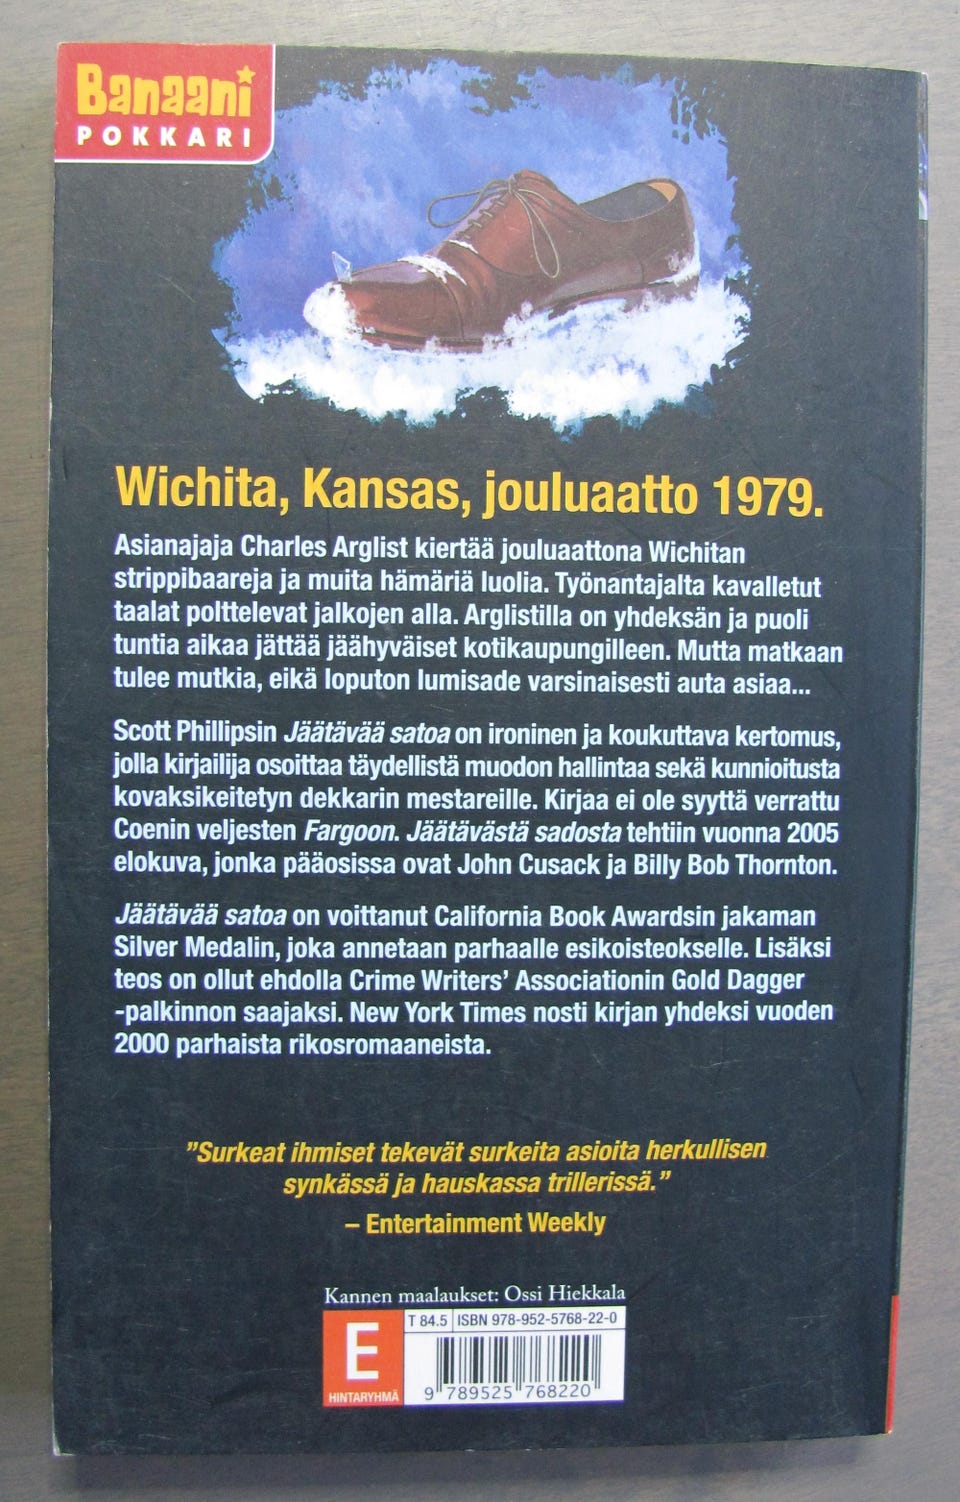 Banaani
POKKARI
Wichita, Kansas, jouluaatto 1979.
Asianajaja Charles Arglist kiertää jouluaattona Wichitan
strippibaareja ja muita hämäriä luolia. Työnantajalta kavalletut
taalat polttelevat jalkojen alla. Arglistilla on yhdeksän ja puoli
tuntia aikaa jättää jäähyväiset kotikaupungilleen. Mutta matkaan
tulee mutkia, eikä loputon lumisade varsinaisesti auta asiaa...
Scott Phillipsin Jäätävää satoa on ironinen ja koukuttava kertomus,
jolla kirjailija osoittaa täydellistä muodon hallintaa sekä kunnioitusta
kovaksikeitetyn dekkarin mestareille. Kirjaa ei ole syyttä verrattu
Coenin veljesten Fargoon. Jäätävästä sadosta tehtiin vuonna 2005
elokuva, jonka pääosissa ovat John Cusack ja Billy Bob Thornton.
Jäätävää satoa on voittanut California Book Awardsin jakaman
Silver Medalin, joka annetaan parhaalle esikoisteokselle. Lisäksi
teos on ollut ehdolla Crime Writers’ Associationin Gold Dagger
-palkinnon saajaksi. New York Times nosti kirjan yhdeksi vuoden
2000 parhaista rikosromaaneista.
”Surkeat ihmiset tekevät surkeita asioita herkullisen
synkässä ja hauskassa trillerissä.”
– Entertainment Weekly
Kannen maalaukset: Ossi Hiekkala
T 84.5 ISBN 978-952-5768-22-0
E
HINTARYHMÄ
9 789525 768220